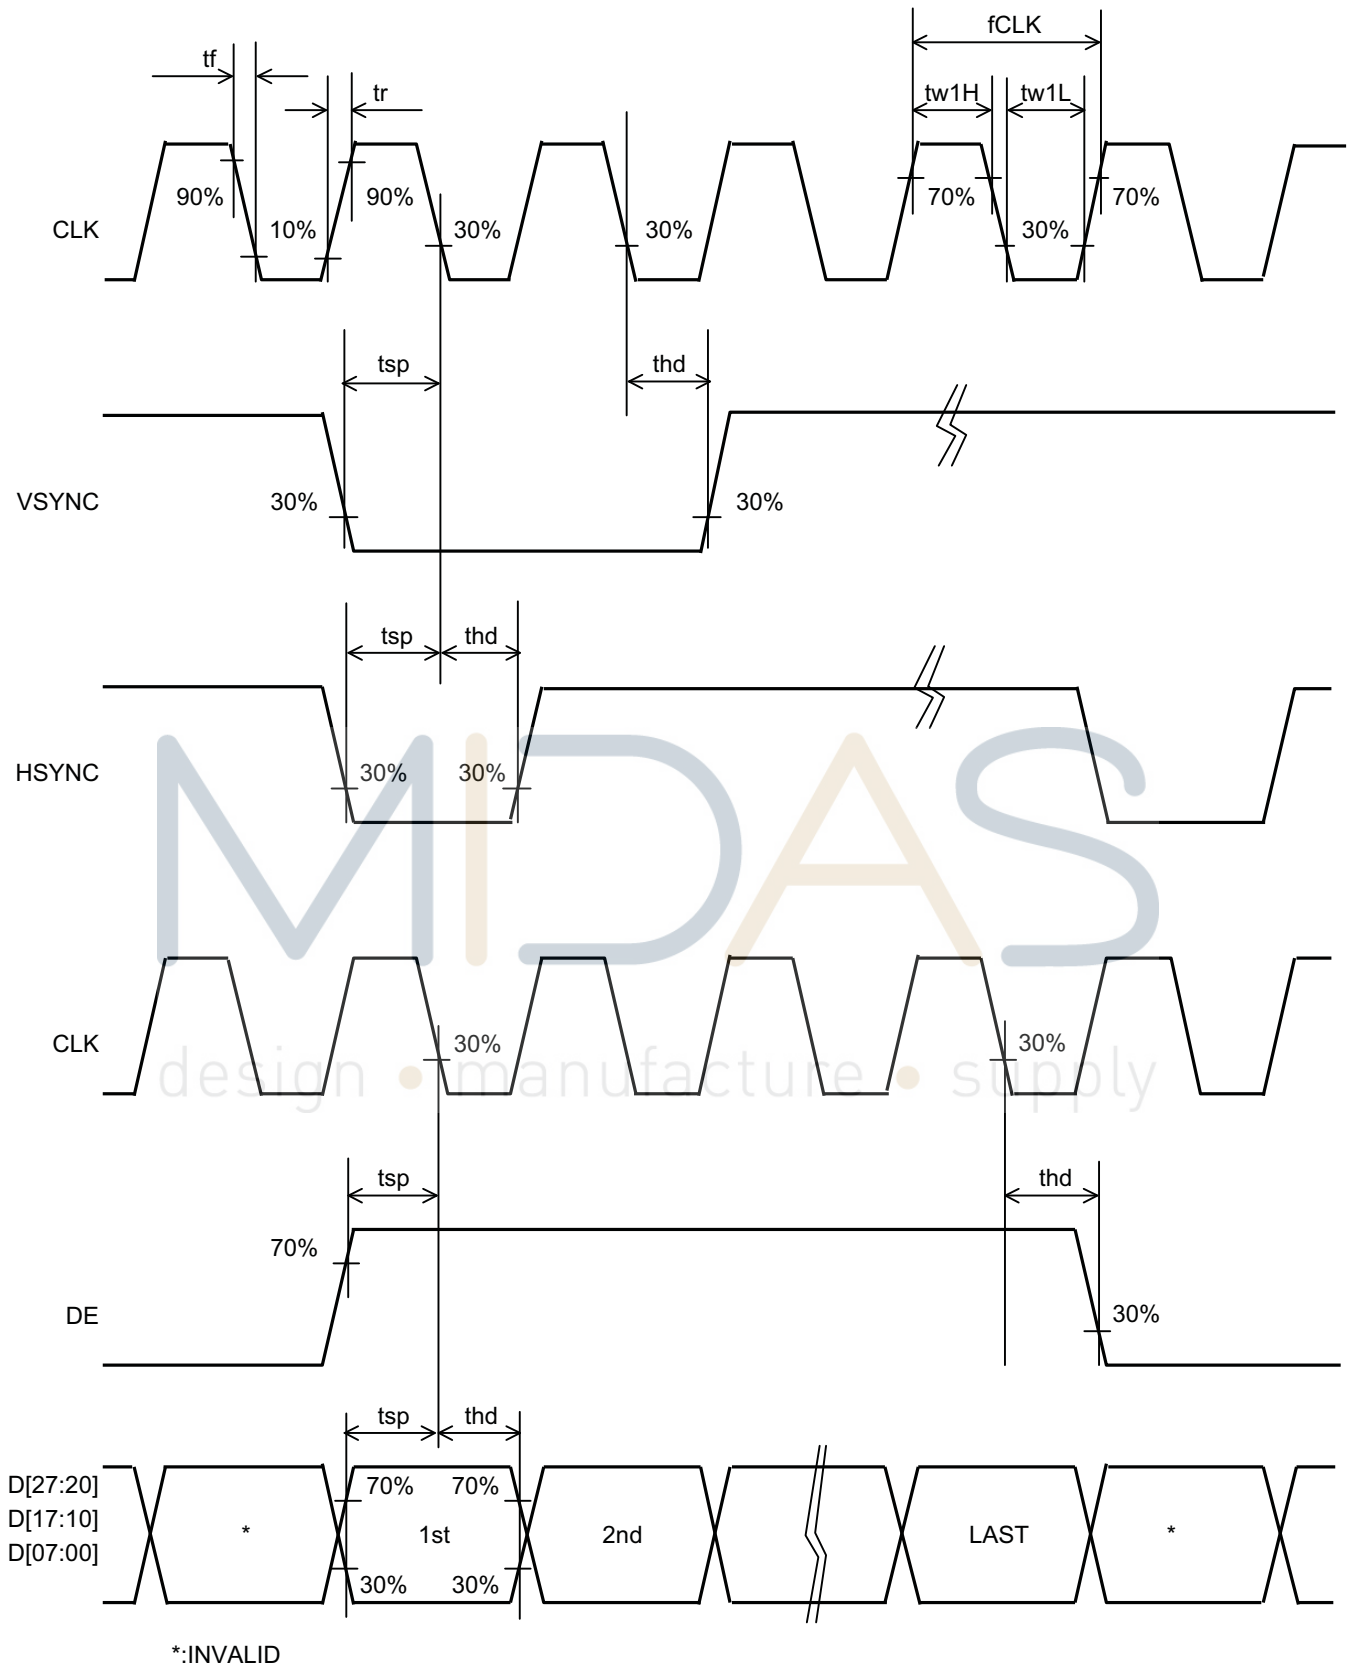 fCLK
tf
tr
tw1H
tw1L
90%
10%
90%
30%
30%
70%
30%
70%
CLK
tsp
thd
VSYNC
30%
30%
tsp
thd
HSYNC
30%
30%
MIDAS
CLK
30%
30%
design • manufacture • supply
tsp
thd
70%
DE
30%
tsp
thd
D[27:20]
D[17:10]
D[07:00]
70%
70%
*
1st
2nd
LAST
*
30%
30%
*:INVALID